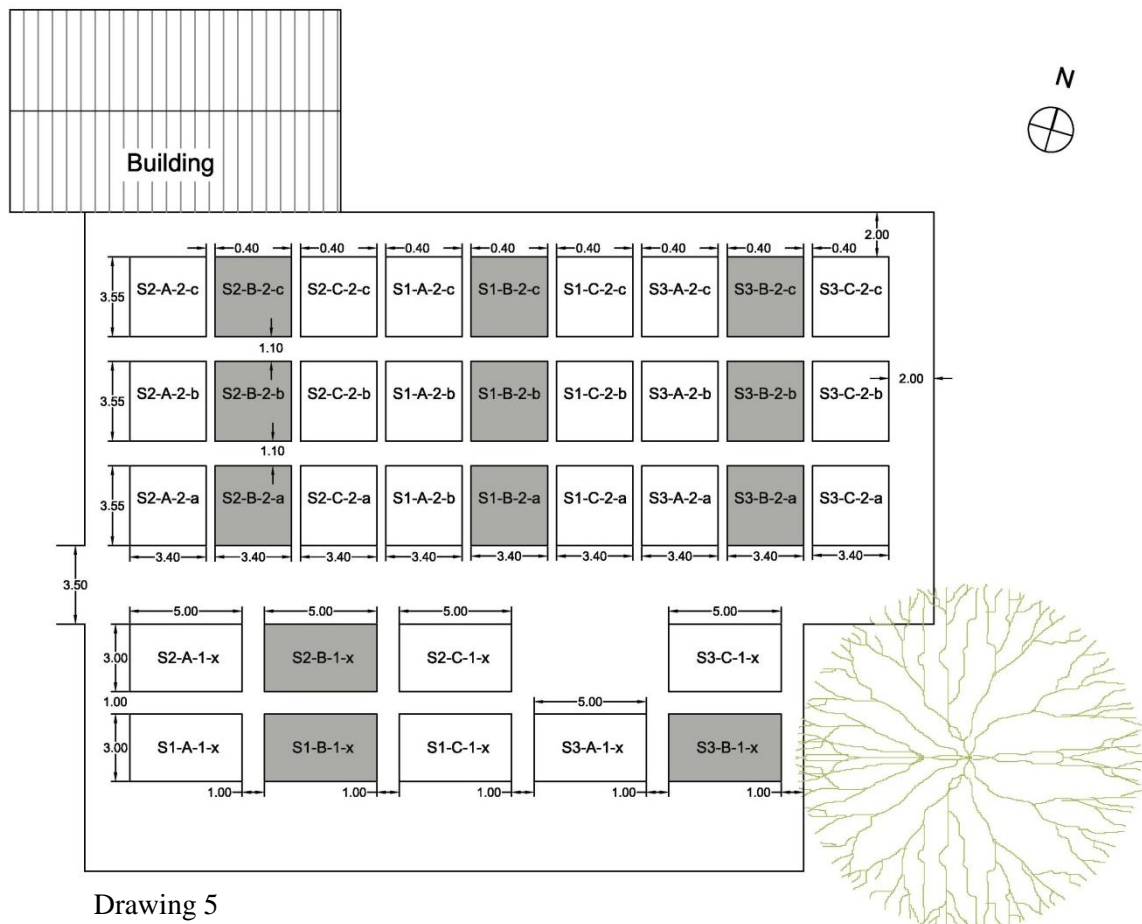 N
Building
0.40 0.40 0.40 0.40 0.40 0.40 0.40 0.40
2.00
3.55 S2-A-2-c S2-B-2-c S2-C-2-c S1-A-2-c S1-B-2-c S1-C-2-c S3-A-2-c S3-B-2-c S3-C-2-c
1.10
3.55 S2-A-2-b S2-B-2-b S2-C-2-b S1-A-2-b S1-B-2-b S1-C-2-b S3-A-2-b S3-B-2-b S3-C-2-b 2.00
1.10
3.55 S2-A-2-a S2-B-2-a S2-C-2-a S1-A-2-b S1-B-2-a S1-C-2-a S3-A-2-a S3-B-2-a S3-C-2-a
3.40 3.40 3.40 3.40 3.40 3.40 3.40 3.40 3.40
3.50
5.00 5.00 5.00 5.00
3.00 S2-A-1-x S2-B-1-x S2-C-1-x S3-C-1-x
1.00 5.00
3.00 S1-A-1-x S1-B-1-x S1-C-1-x S3-A-1-x S3-B-1-x
1.00 1.00 1.00 1.00 1.00
Drawing 5